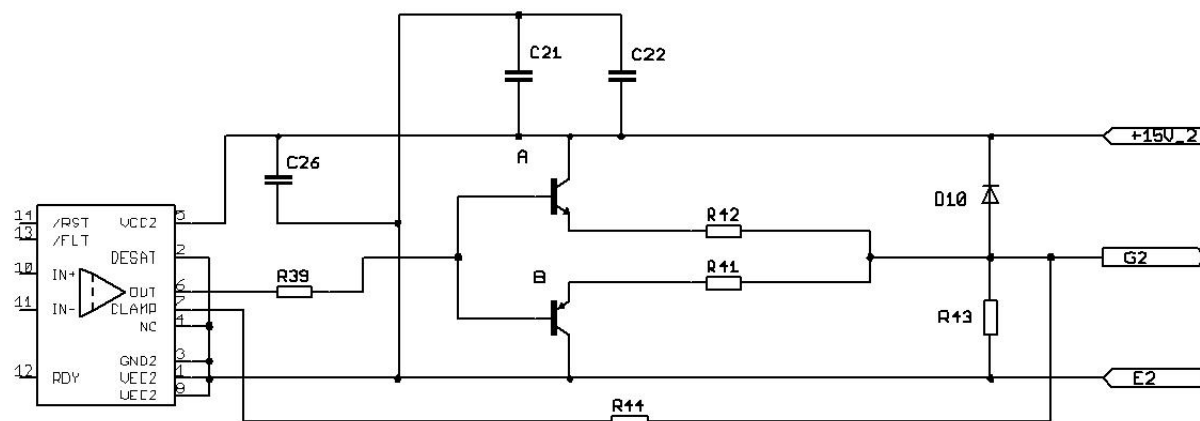 C21
C22
+15V_2
A
C26
14
/RST
VCC2
5
D10
13
/FLT
R42
DESAT
2
G2
10
IN+
R39
B
R41
OUT
6
11
IN-
CLAMP
7
R43
NC
4
GND2
3
12
RDY
VEE2
1
E2
VEE2
9
R44